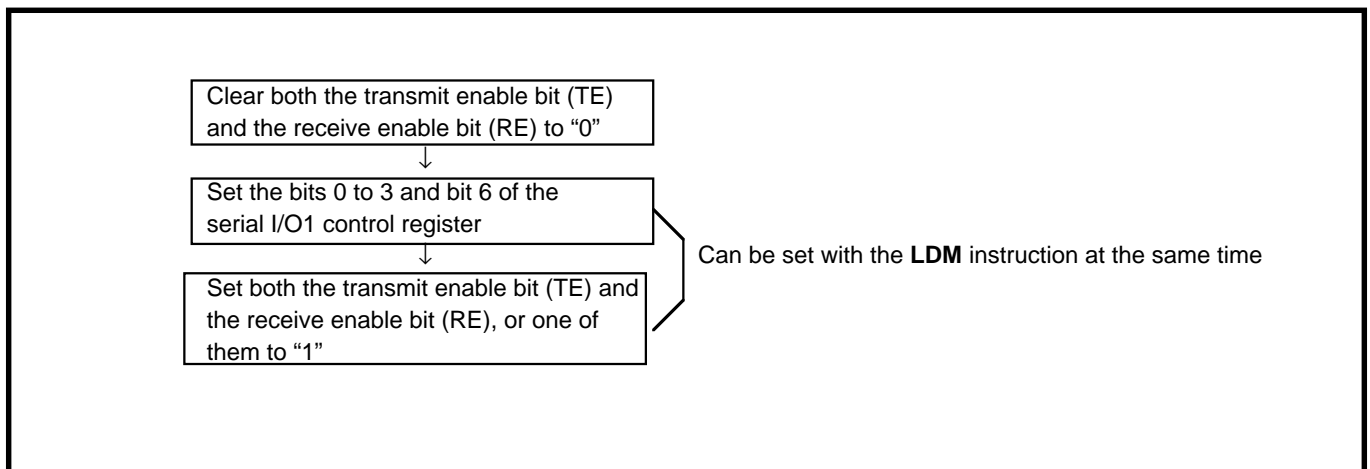 Clear both the transmit enable bit (TE)
and the receive enable bit (RE) to “0”
↓
Set the bits 0 to 3 and bit 6 of the
serial I/O1 control register
↓
Can be set with the LDM instruction at the same time
Set both the transmit enable bit (TE) and
the receive enable bit (RE), or one of
them to “1”